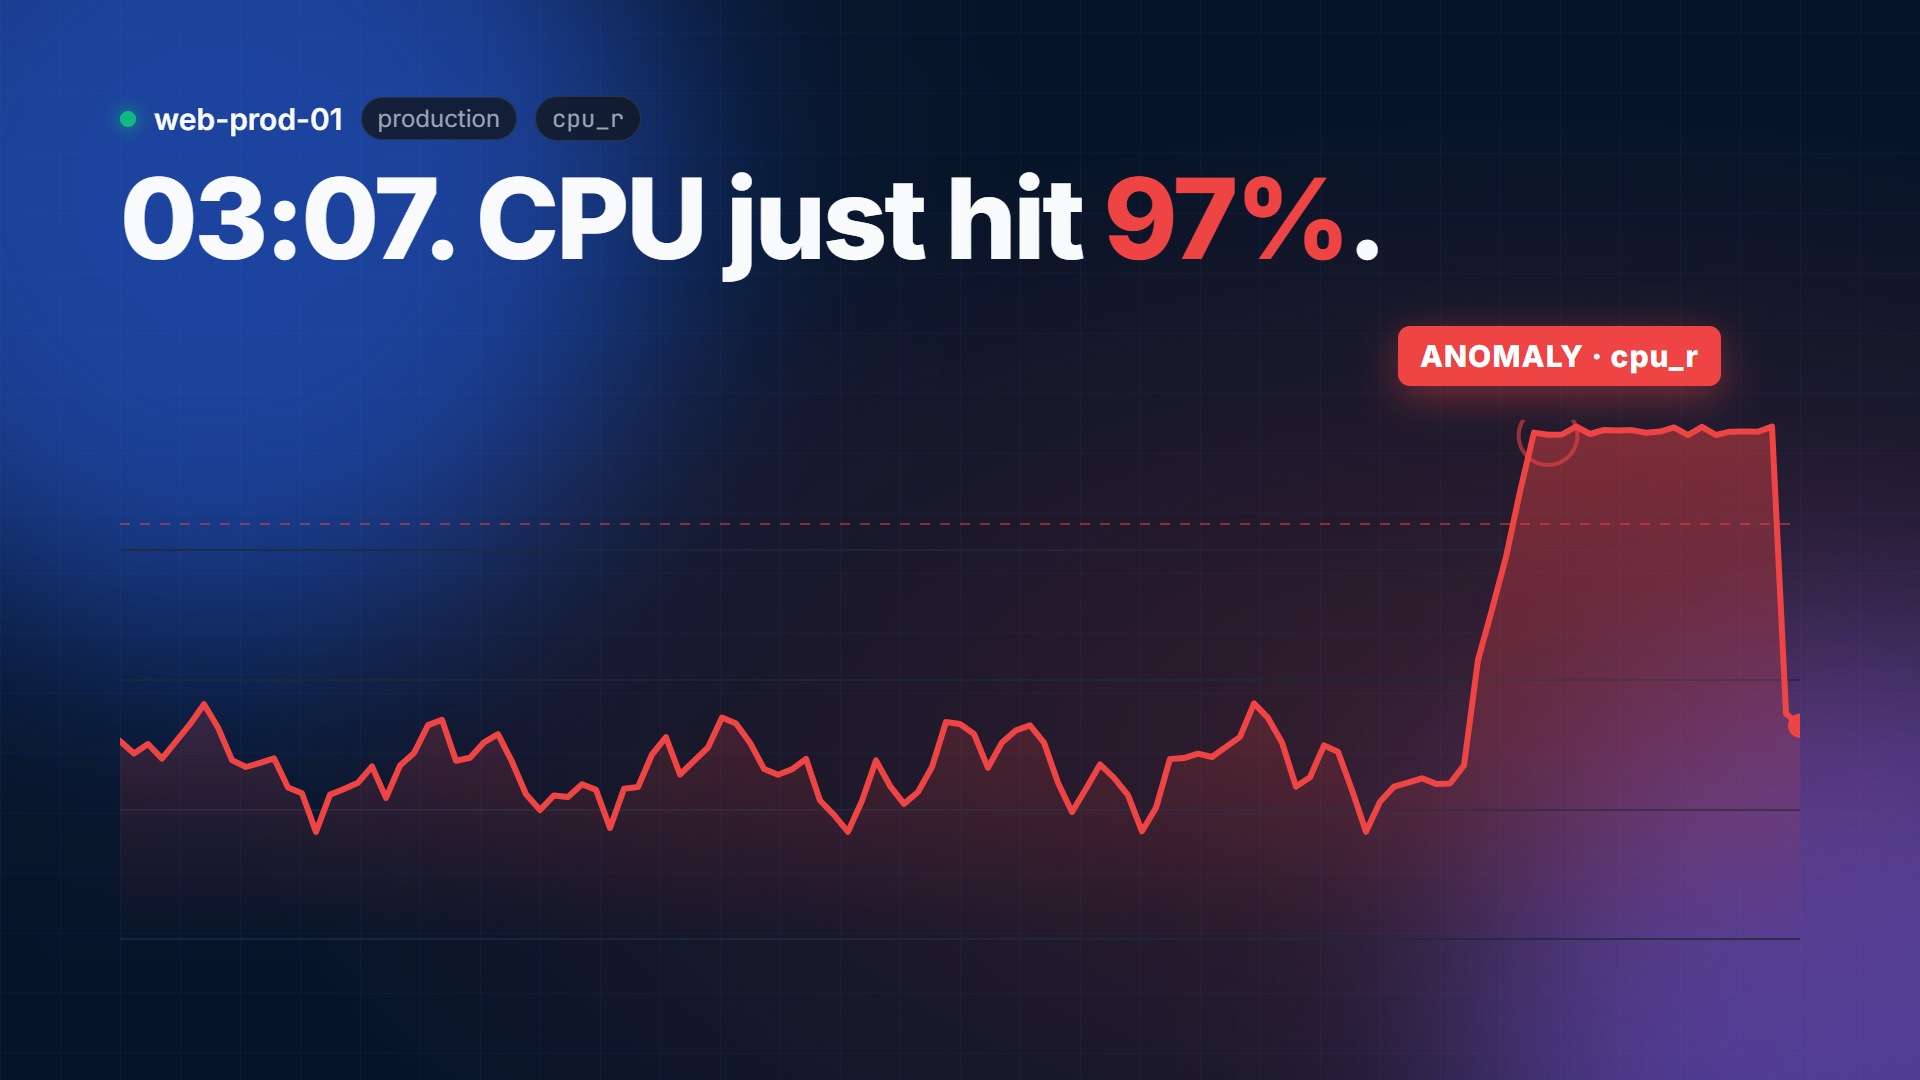 web-prod-01 production cpu_r
03:07. CPU just hit 97%.
ANOMALY · cpu_r